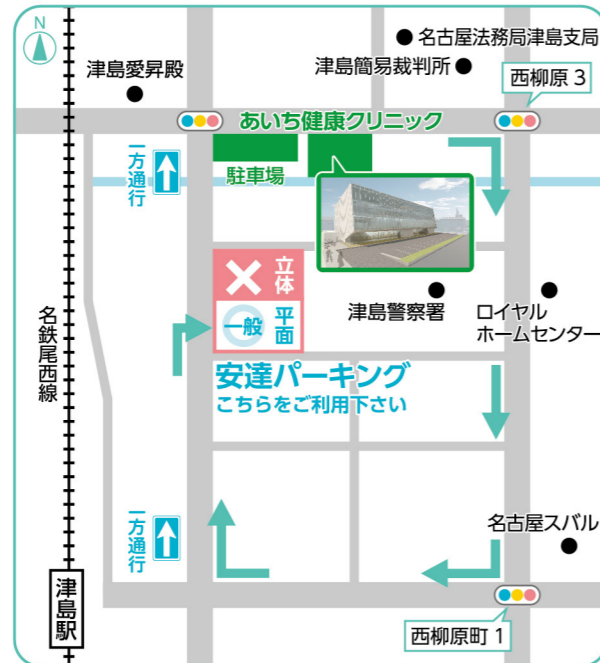 N
名古屋法務局津島支局
津島愛昇殿
津島簡易裁判所
西柳原 3
あいち健康クリニック
一方通行
駐車場
立体
一般
平面
津島警察署
ロイヤル
ホームセンター
名鉄尾西線
安達パーキング
こちらをご利用下さい
一方通行
名古屋スバル
津島駅
西柳原町 1